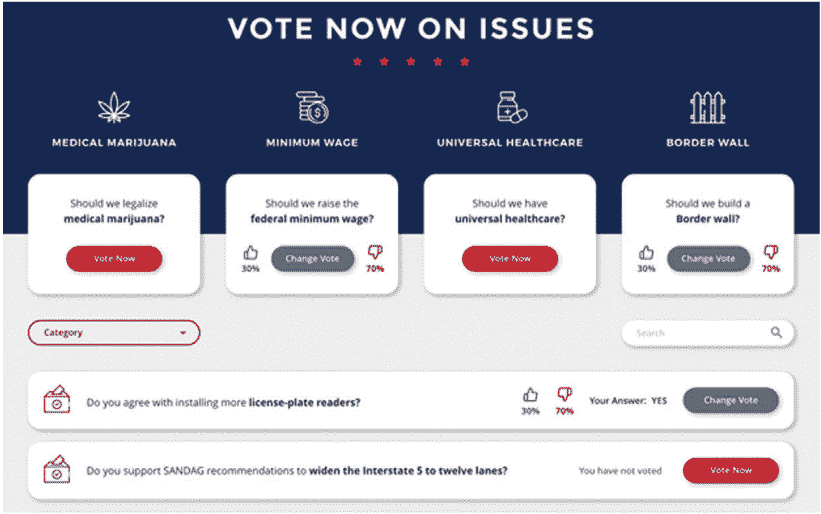 VOTE NOW ON ISSUES
MEDICAL MARIJUANA
MINIMUM WAGE
UNIVERSAL HEALTHCARE
BORDER WALL
Should we legalize
medical marijuana?
Vote Now
Should we raise the
federal minimum wage?
30%
Change Vote
70%
Should we have
universal healthcare?
Vote Now
Should we build a
Border wall?
30%
Change Vote
70%
Category
Search
Do you agree with installing more license-plate readers?
30%
70%
Your Answer: YES
Change Vote
Do you support SANDAG recommendations to widen the Interstate 5 to twelve lanes?
You have not voted
Vote Now